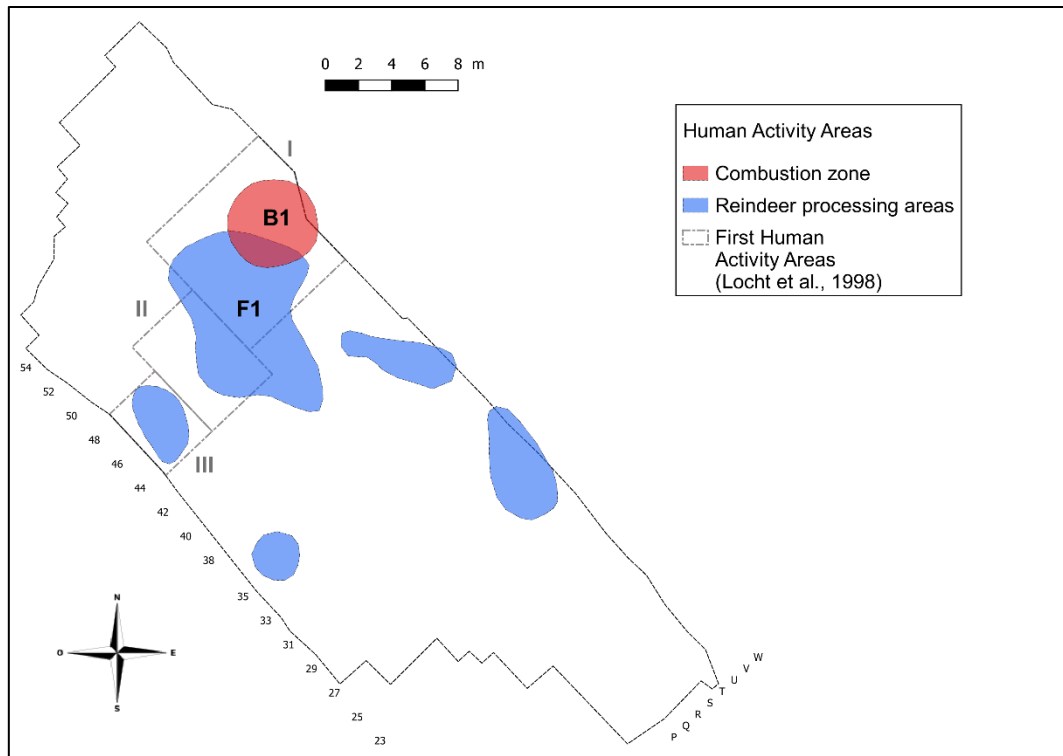 0 2 4 6 8 m
Human Activity Areas
Combustion zone
Reindeer processing areas
First Human
Activity Areas
(Locht et al., 1998)
I
B1
II
F1
III
54
52
50
48
46
44
42
40
38
35
33
31
29
27
25
23
N
O
E
S
W
V
U
T
S
R
Q
P